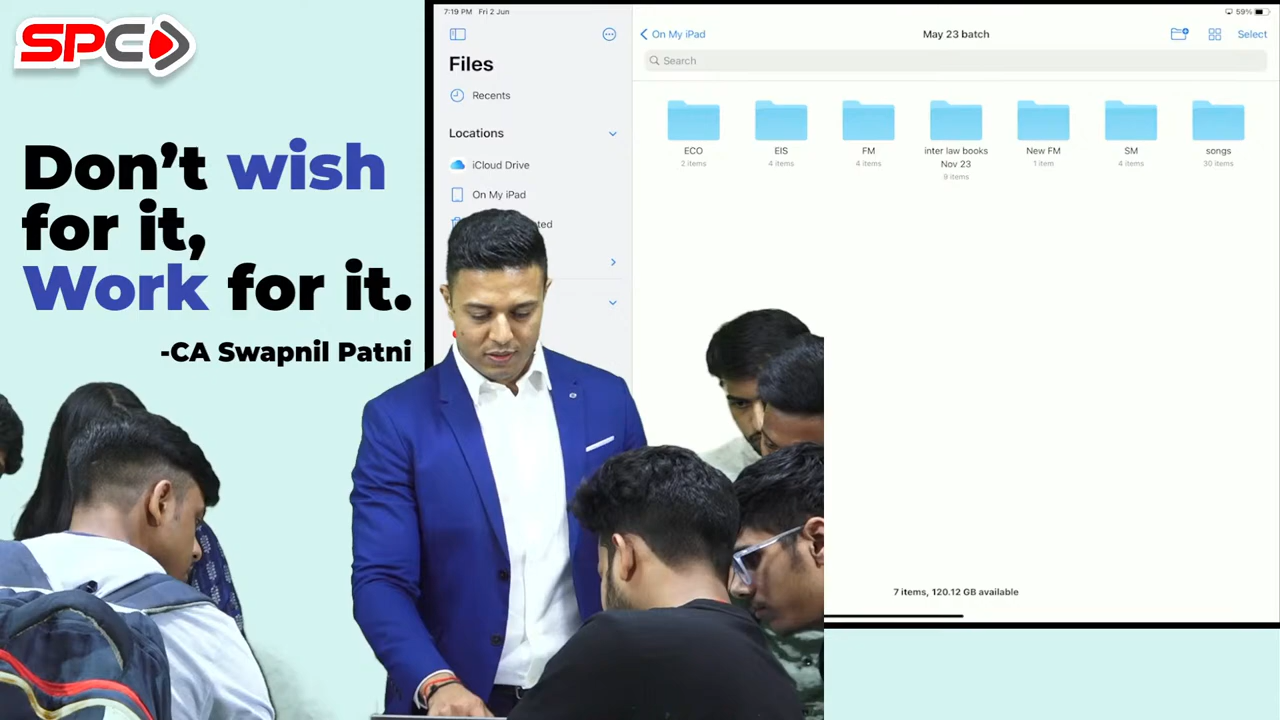 SPC
Don't wish
for it,
Work for it.
-CA Swapnil Patni
7:19 PM Fri 2 Jun
59%
Files
Recents
Locations
iCloud Drive
On My iPad
On My iPad
May 23 batch
Select
Search
ECO
2 items
EIS
4 items
FM
4 items
inter law books
Nov 23
9 items
New FM
1 item
SM
4 items
songs
30 items
7 items, 120.12 GB available